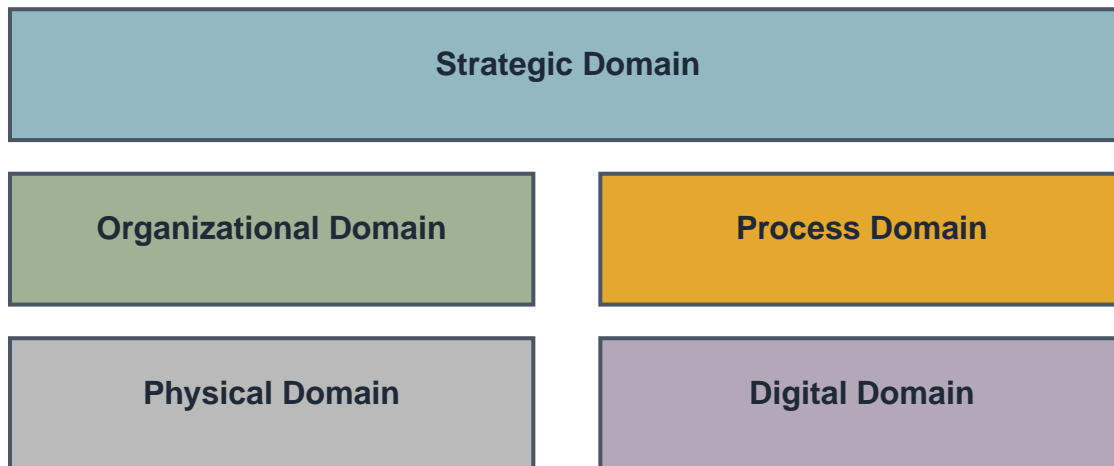 Strategic Domain
Organizational Domain
Process Domain
Physical Domain
Digital Domain